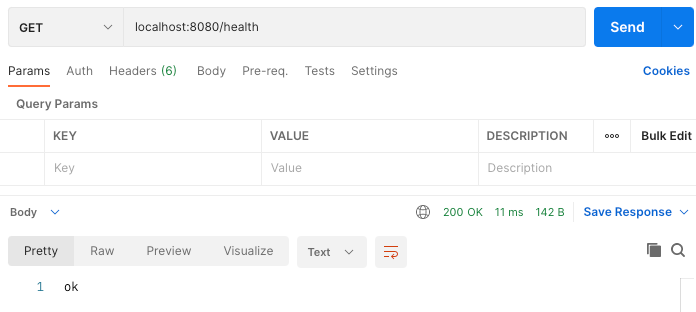 GET localhost:8080/health Send
Params Auth Headers (6) Body Pre-req. Tests Settings Cookies
Query Params
KEY VALUE DESCRIPTION Bulk Edit
Key Value Description
Body 200 OK 11 ms 142 B Save Response
Pretty Raw Preview Visualize Text
1 ok